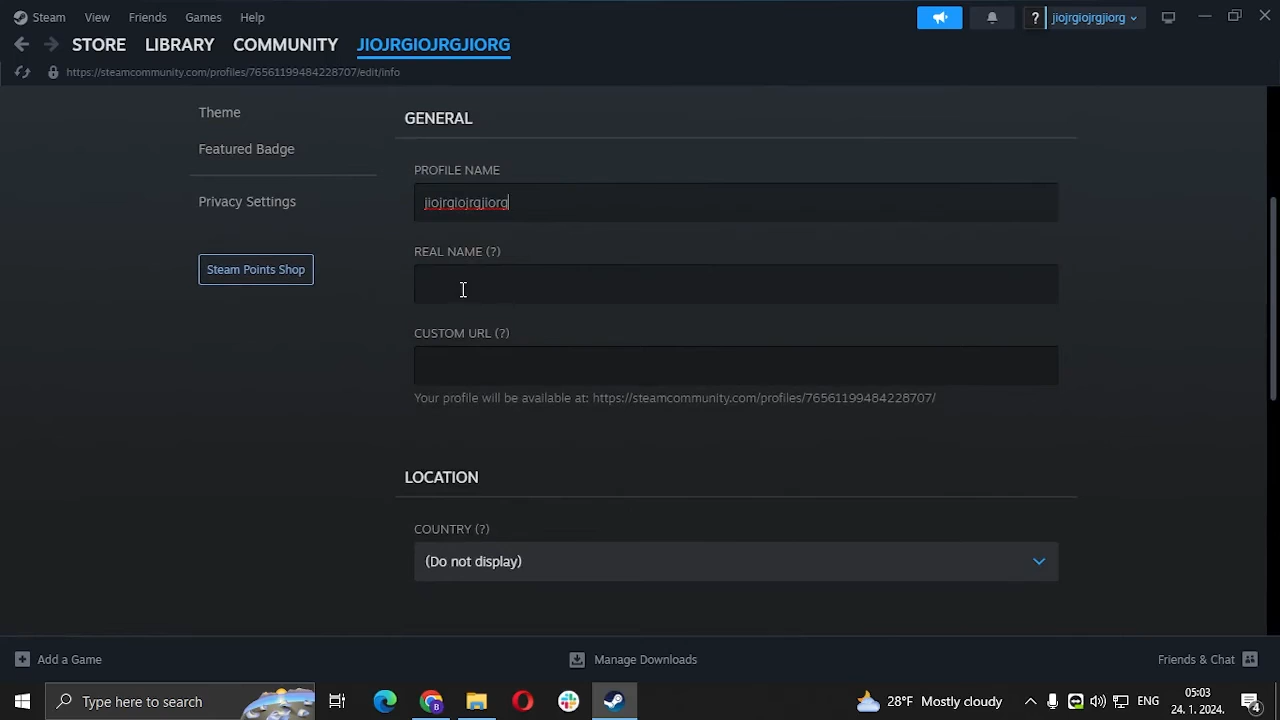 Steam View Friends Games Help
? jiojrgiojrgjiorg
STORE LIBRARY COMMUNITY JIOJRGIOJRGJIORG
https://steamcommunity.com/profiles/76561199484228707/edit/info
Theme
Featured Badge
Privacy Settings
Steam Points Shop
GENERAL
PROFILE NAME
jiojrgiojrgjiorg
REAL NAME (?)
CUSTOM URL (?)
Your profile will be available at: https://steamcommunity.com/profiles/76561199484228707/
LOCATION
COUNTRY (?)
(Do not display)
Add a Game
Manage Downloads
Friends & Chat
Type here to search
B
28°F Mostly cloudy
ENG
05:03
24. 1. 2024.
4